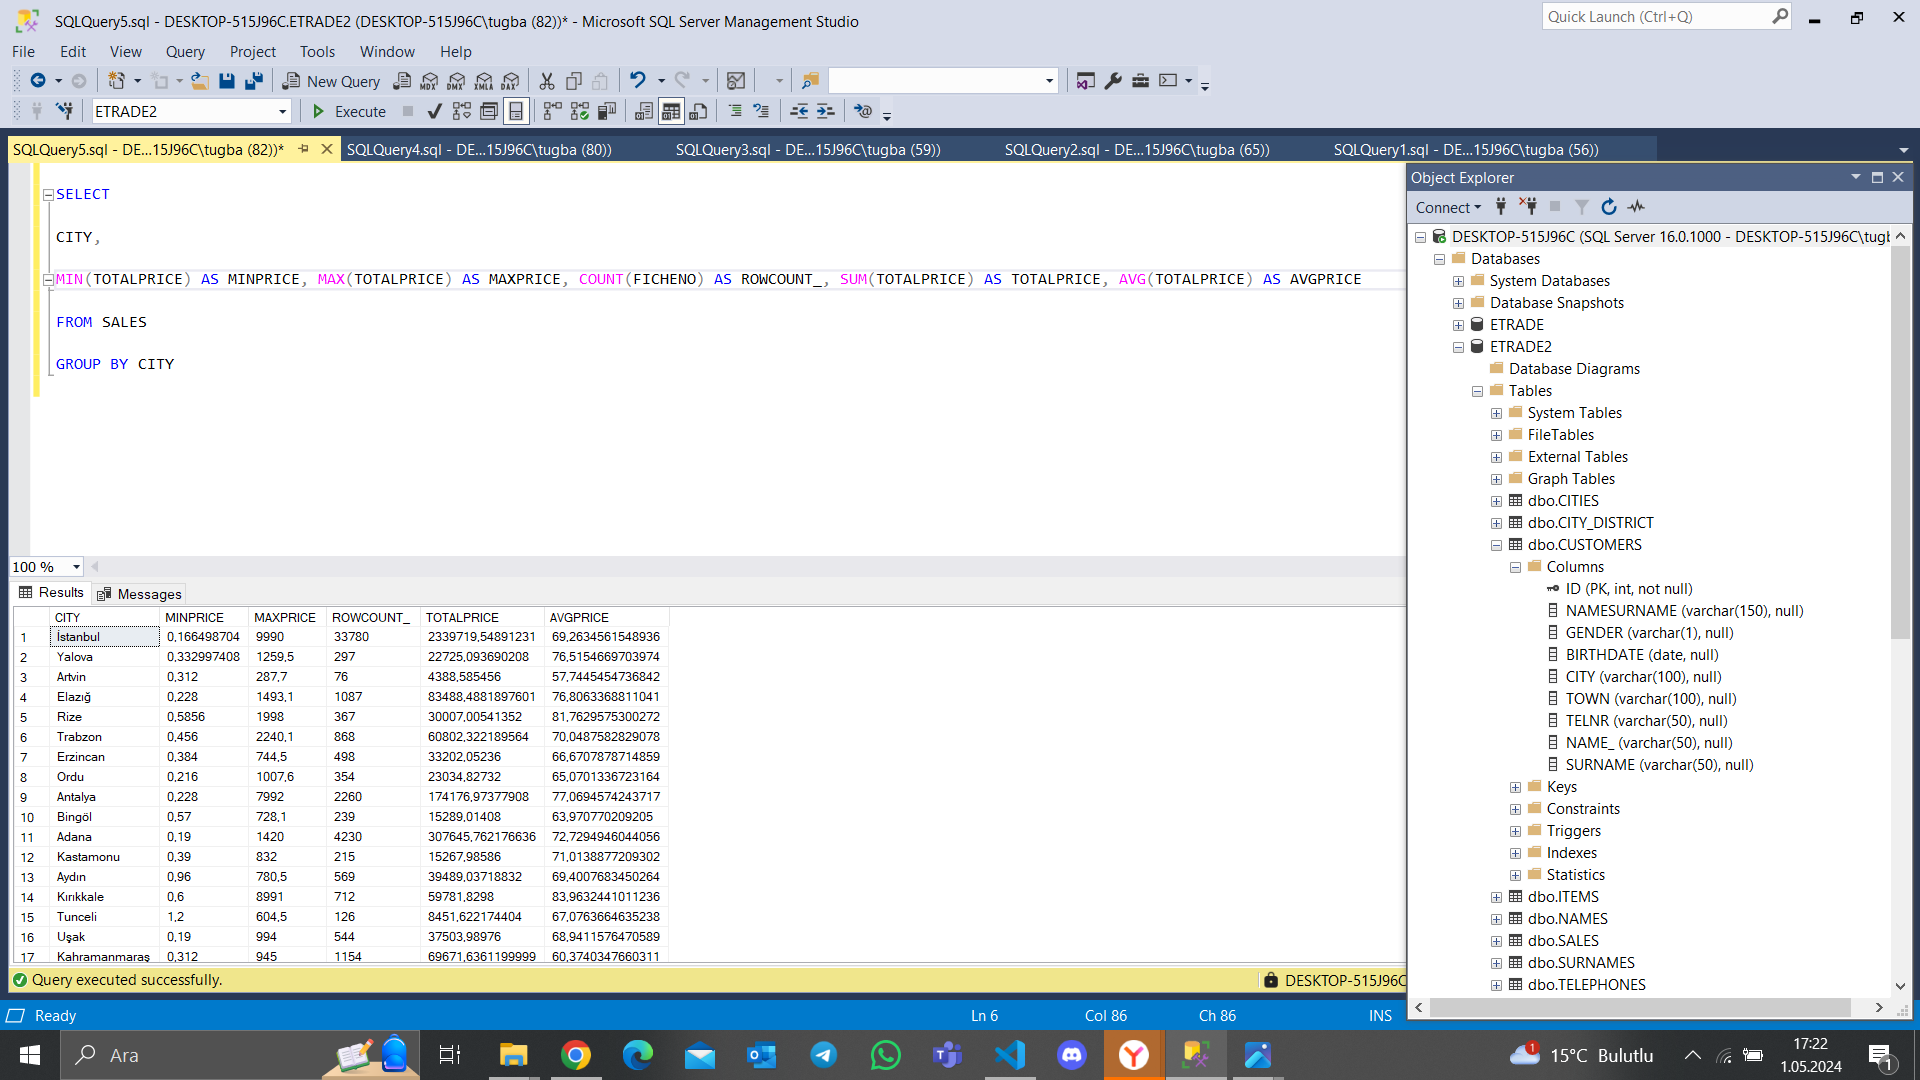 SQLQuery5.sql - DESKTOP-515J96C.ETRADE2 (DESKTOP-515J96C\tugba (82))* - Microsoft SQL Server Management Studio
Quick Launch (Ctrl+Q)
File Edit View Query Project Tools Window Help
New Query MDX DMX XMLA DAX
ETRADE2 Execute
SQLQuery5.sql - DE...15J96C\tugba (82))* SQLQuery4.sql - DE...15J96C\tugba (80)) SQLQuery3.sql - DE...15J96C\tugba (59)) SQLQuery2.sql - DE...15J96C\tugba (65)) SQLQuery1.sql - DE...15J96C\tugba (56))
SELECT
CITY,
MIN(TOTALPRICE) AS MINPRICE, MAX(TOTALPRICE) AS MAXPRICE, COUNT(FICHENO) AS ROWCOUNT_, SUM(TOTALPRICE) AS TOTALPRICE, AVG(TOTALPRICE) AS AVGPRICE
FROM SALES
GROUP BY CITY
100 %
Results Messages
CITY MINPRICE MAXPRICE ROWCOUNT_ TOTALPRICE AVGPRICE
1 İstanbul 0,166498704 9990 33780 2339719,54891231 69,2634561548936
2 Yalova 0,332997408 1259,5 297 22725,093690208 76,5154669703974
3 Artvin 0,312 287,7 76 4388,585456 57,7445454736842
4 Elazığ 0,228 1493,1 1087 83488,4881897601 76,8063368811041
5 Rize 0,5856 1998 367 30007,00541352 81,7629575300272
6 Trabzon 0,456 2240,1 868 60802,322189564 70,0487582829078
7 Erzincan 0,384 744,5 498 33202,05236 66,6707878714859
8 Ordu 0,216 1007,6 354 23034,82732 65,0701336723164
9 Antalya 0,228 7992 2260 174176,97377908 77,0694574243717
10 Bingöl 0,57 728,1 239 15289,01408 63,970770209205
11 Adana 0,19 1420 4230 307645,762176636 72,7294946044056
12 Kastamonu 0,39 832 215 15267,98586 71,0138877209302
13 Aydın 0,96 780,5 569 39489,03718832 69,4007683450264
14 Kırıkkale 0,6 8991 712 59781,8298 83,9632441011236
15 Tunceli 1,2 604,5 126 8451,622174404 67,0763664635238
16 Uşak 0,19 994 544 37503,98976 68,9411576470589
17 Kahramanmaraş 0,312 945 1154 69671,6361199999 60,3740347660311
Query executed successfully. DESKTOP-515J96C
Object Explorer
Connect
DESKTOP-515J96C (SQL Server 16.0.1000 - DESKTOP-515J96C\tugb
Databases
System Databases
Database Snapshots
ETRADE
ETRADE2
Database Diagrams
Tables
System Tables
FileTables
External Tables
Graph Tables
dbo.CITIES
dbo.CITY_DISTRICT
dbo.CUSTOMERS
Columns
ID (PK, int, not null)
NAMESURNAME (varchar(150), null)
GENDER (varchar(1), null)
BIRTHDATE (date, null)
CITY (varchar(100), null)
TOWN (varchar(100), null)
TELNR (varchar(50), null)
NAME_ (varchar(50), null)
SURNAME (varchar(50), null)
Keys
Constraints
Triggers
Indexes
Statistics
dbo.ITEMS
dbo.NAMES
dbo.SALES
dbo.SURNAMES
dbo.TELEPHONES
Ready Ln 6 Col 86 Ch 86 INS
Ara 1 15°C Bulutlu 17:22
1.05.2024 1